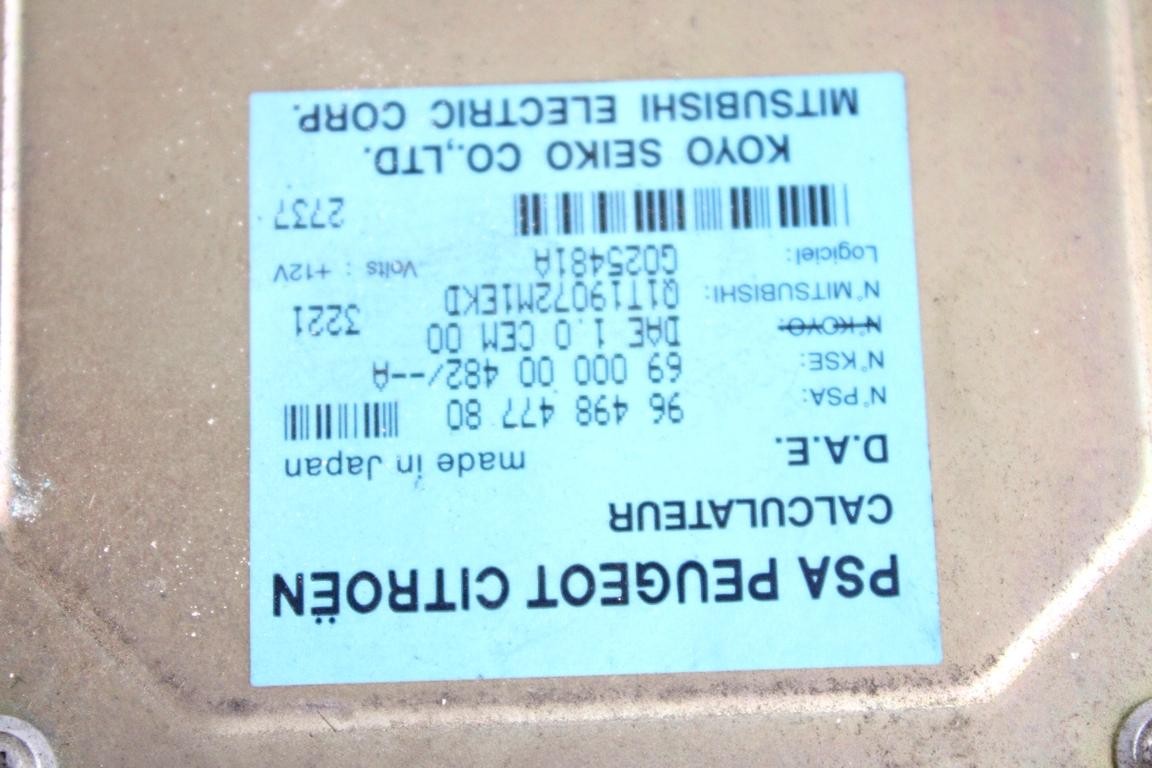 PSA PEUGEOT CITROËN
CALCULATEUR
D.A.E. made in Japan
N°PSA: 96 498 477 80
N°KSE: 69 000 00 482/--A
N°KOYO: DAE 1.0 CEM 00 3221
N°MITSUBISHI: Q1T19072M1EKD
Logiciel: G025481A Volts : +12V
2737
KOYO SEIKO CO.,LTD.
MITSUBISHI ELECTRIC CORP.